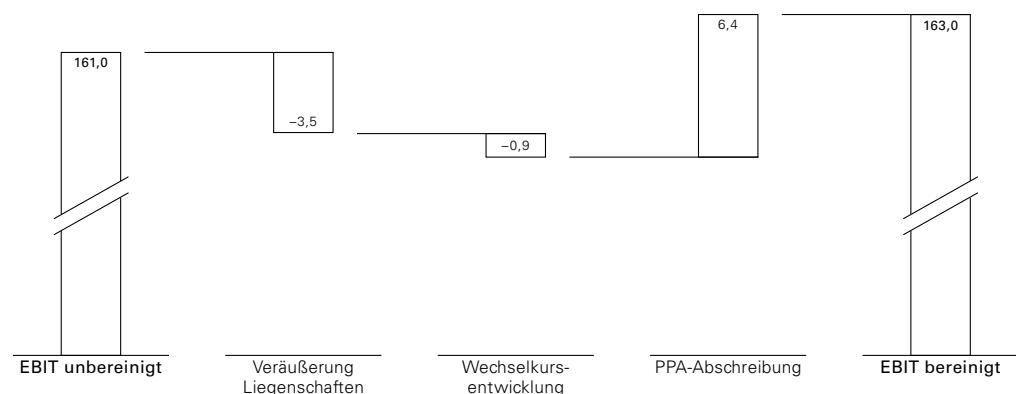 6,4
163,0
161,0
−3,5
−0,9
EBIT unbereinigt
Veräußerung
Liegenschaften
Wechselkurs-
entwicklung
PPA-Abschreibung
EBIT bereinigt